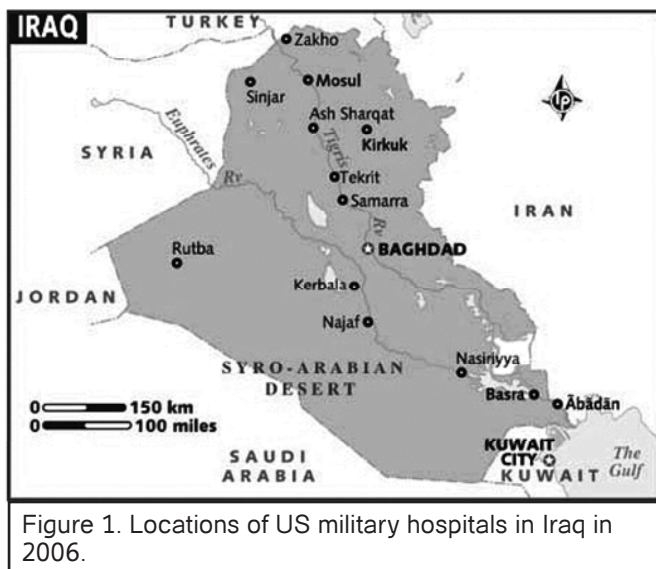 IRAQ
TURKEY
Zakho
Mosul
Sinjar
Ash Sharqat
Kirkuk
Euphrates
Rv
Tigris
Rv
SYRIA
Tekrit
Samarra
IRAN
Rutba
BAGHDAD
JORDAN
Kerbala
Najaf
SYRO-ARABIAN
DESERT
Nasiriyya
Basra
Ābādān
0 150 km
0 100 miles
SAUDI
ARABIA
KUWAIT
CITY
KUWAIT
The
Gulf
lp
Figure 1. Locations of US military hospitals in Iraq in
2006.